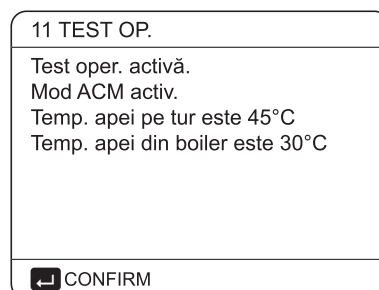 11 TEST OP.
Test oper. activă.
Mod ACM activ.
Temp. apei pe tur este 45°C
Temp. apei din boiler este 30°C
CONFIRM